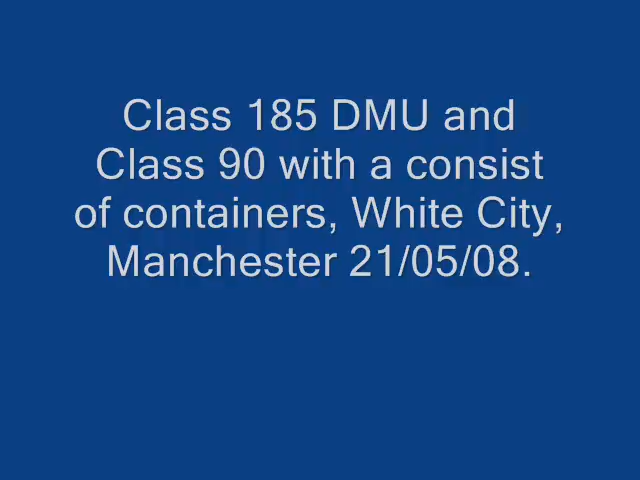 Class 185 DMU and
Class 90 with a consist
of containers, White City,
Manchester 21/05/08.